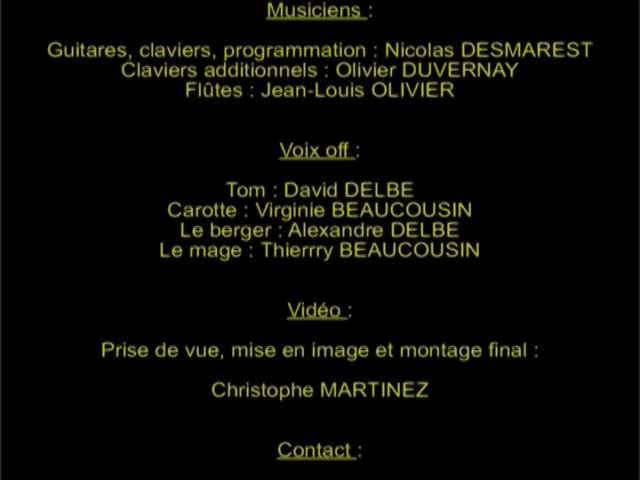 Musiciens :
Guitares, claviers, programmation : Nicolas DESMAREST
Claviers additionnels : Olivier DUVERNAY
Flûtes : Jean-Louis OLIVIER
Voix off :
Tom : David DELBE
Carotte : Virginie BEAUCOUSIN
Le berger : Alexandre DELBE
Le mage : Thierrry BEAUCOUSIN
Vidéo :
Prise de vue, mise en image et montage final :
Christophe MARTINEZ
Contact :